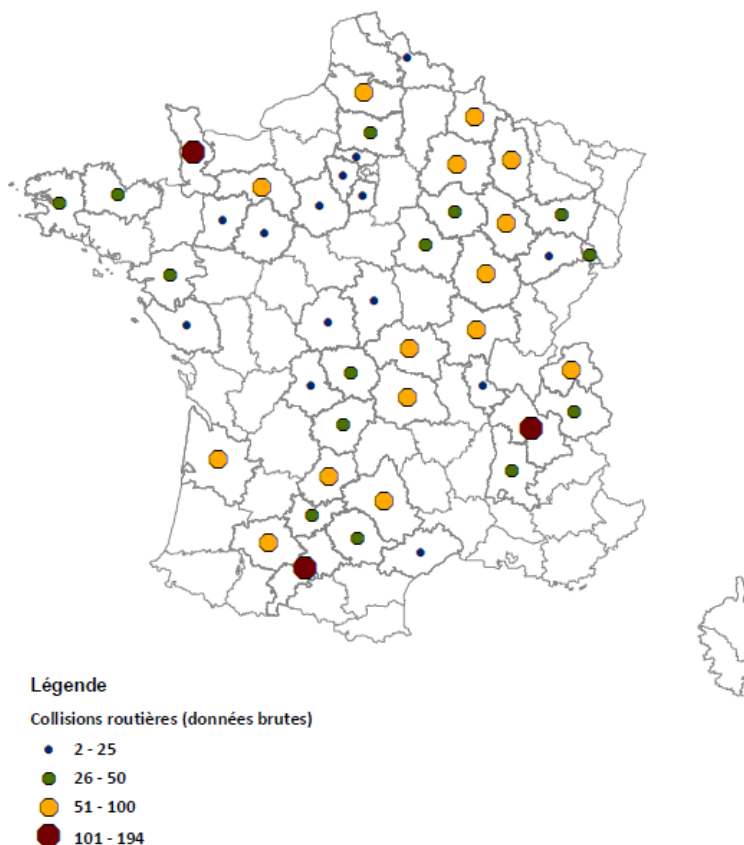 Légende
Collisions routières (données brutes)
2 - 25
26 - 50
51 - 100
101 - 194